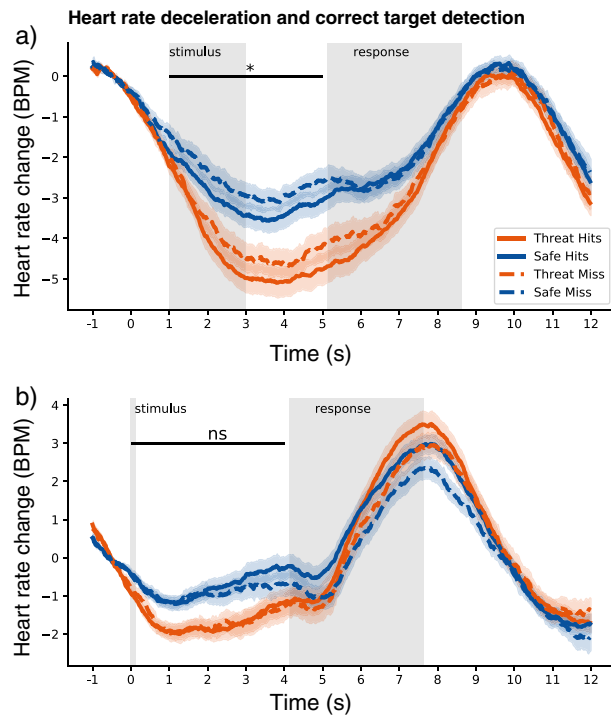 Heart rate deceleration and correct target detection
a)
stimulus
response
*
Heart rate change (BPM)
0
-1
-2
-3
-4
-5
Threat Hits
Safe Hits
Threat Miss
Safe Miss
-1 0 1 2 3 4 5 6 7 8 9 10 11 12
Time (s)
b)
stimulus
response
ns
Heart rate change (BPM)
4
3
2
1
0
-1
-2
-1 0 1 2 3 4 5 6 7 8 9 10 11 12
Time (s)